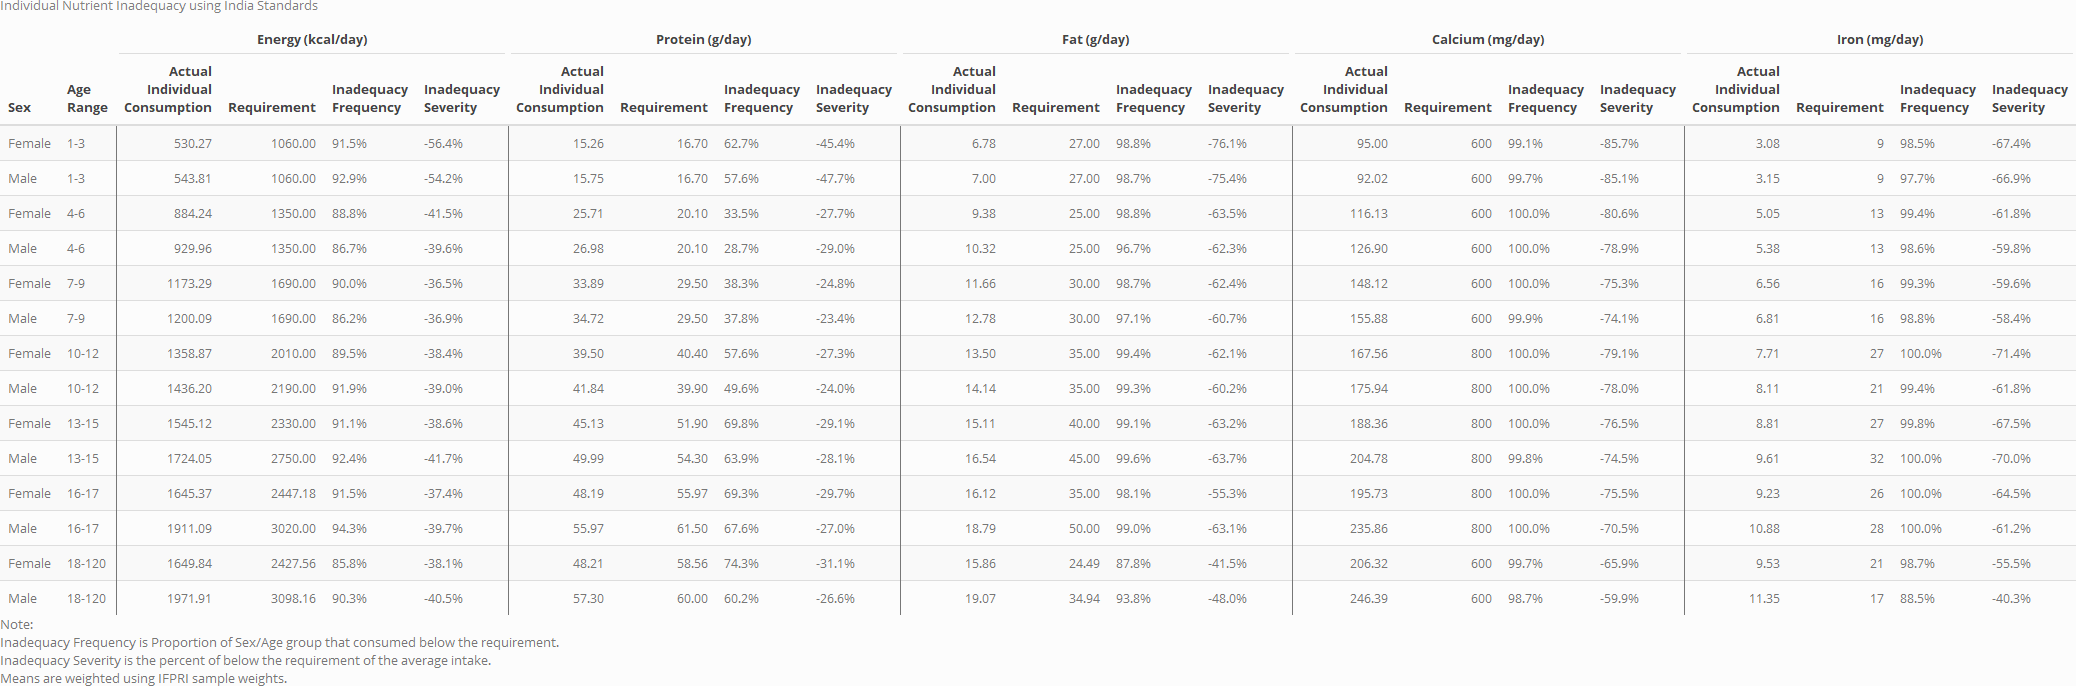 Individual Nutrient Inadequacy using India Standards
Energy (kcal/day) Protein (g/day) Fat (g/day) Calcium (mg/day) Iron (mg/day)
Sex Age Range Actual Individual Consumption Requirement Inadequacy Frequency Inadequacy Severity Actual Individual Consumption Requirement Inadequacy Frequency Inadequacy Severity Actual Individual Consumption Requirement Inadequacy Frequency Inadequacy Severity Actual Individual Consumption Requirement Inadequacy Frequency Inadequacy Severity Actual Individual Consumption Requirement Inadequacy Frequency Inadequacy Severity
Female 1-3 530.27 1060.00 91.5% -56.4% 15.26 16.70 62.7% -45.4% 6.78 27.00 98.8% -76.1% 95.00 600 99.1% -85.7% 3.08 9 98.5% -67.4%
Male 1-3 543.81 1060.00 92.9% -54.2% 15.75 16.70 57.6% -47.7% 7.00 27.00 98.7% -75.4% 92.02 600 99.7% -85.1% 3.15 9 97.7% -66.9%
Female 4-6 884.24 1350.00 88.8% -41.5% 25.71 20.10 33.5% -27.7% 9.38 25.00 98.8% -63.5% 116.13 600 100.0% -80.6% 5.05 13 99.4% -61.8%
Male 4-6 929.96 1350.00 86.7% -39.6% 26.98 20.10 28.7% -29.0% 10.32 25.00 96.7% -62.3% 126.90 600 100.0% -78.9% 5.38 13 98.6% -59.8%
Female 7-9 1173.29 1690.00 90.0% -36.5% 33.89 29.50 38.3% -24.8% 11.66 30.00 98.7% -62.4% 148.12 600 100.0% -75.3% 6.56 16 99.3% -59.6%
Male 7-9 1200.09 1690.00 86.2% -36.9% 34.72 29.50 37.8% -23.4% 12.78 30.00 97.1% -60.7% 155.88 600 99.9% -74.1% 6.81 16 98.8% -58.4%
Female 10-12 1358.87 2010.00 89.5% -38.4% 39.50 40.40 57.6% -27.3% 13.50 35.00 99.4% -62.1% 167.56 800 100.0% -79.1% 7.71 27 100.0% -71.4%
Male 10-12 1436.20 2190.00 91.9% -39.0% 41.84 39.90 49.6% -24.0% 14.14 35.00 99.3% -60.2% 175.94 800 100.0% -78.0% 8.11 21 99.4% -61.8%
Female 13-15 1545.12 2330.00 91.1% -38.6% 45.13 51.90 69.8% -29.1% 15.11 40.00 99.1% -63.2% 188.36 800 100.0% -76.5% 8.81 27 99.8% -67.5%
Male 13-15 1724.05 2750.00 92.4% -41.7% 49.99 54.30 63.9% -28.1% 16.54 45.00 99.6% -63.7% 204.78 800 99.8% -74.5% 9.61 32 100.0% -70.0%
Female 16-17 1645.37 2447.18 91.5% -37.4% 48.19 55.97 69.3% -29.7% 16.12 35.00 98.1% -55.3% 195.73 800 100.0% -75.5% 9.23 26 100.0% -64.5%
Male 16-17 1911.09 3020.00 94.3% -39.7% 55.97 61.50 67.6% -27.0% 18.79 50.00 99.0% -63.1% 235.86 800 100.0% -70.5% 10.88 28 100.0% -61.2%
Female 18-120 1649.84 2427.56 85.8% -38.1% 48.21 58.56 74.3% -31.1% 15.86 24.49 87.8% -41.5% 206.32 600 99.7% -65.9% 9.53 21 98.7% -55.5%
Male 18-120 1971.91 3098.16 90.3% -40.5% 57.30 60.00 60.2% -26.6% 19.07 34.94 93.8% -48.0% 246.39 600 98.7% -59.9% 11.35 17 88.5% -40.3%
Note:
Inadequacy Frequency is Proportion of Sex/Age group that consumed below the requirement.
Inadequacy Severity is the percent of below the requirement of the average intake.
Means are weighted using IFPRI sample weights.